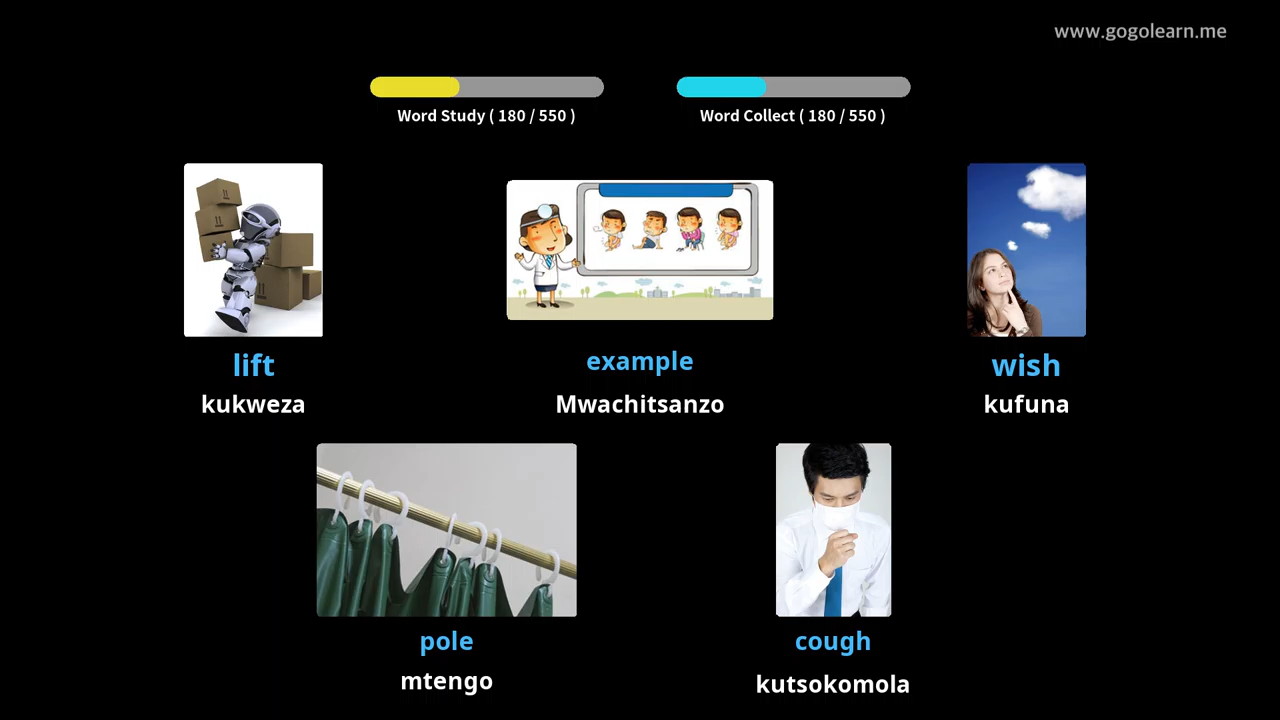 www.gogolearn.me
Word Study ( 180 / 550 )
Word Collect ( 180 / 550 )
lift
kukweza
example
Mwachitsanzo
wish
kufuna
pole
mtengo
cough
kutsokomola